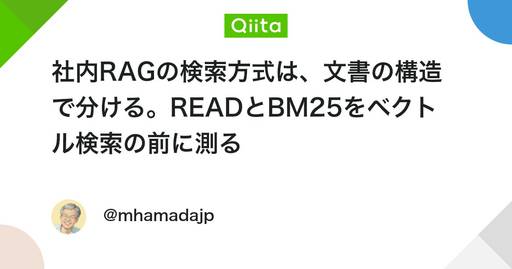 Qiita
社内RAGの検索方式は、文書の構造
で分ける。READとBM25をベクト
ル検索の前に測る
@mhamadajp